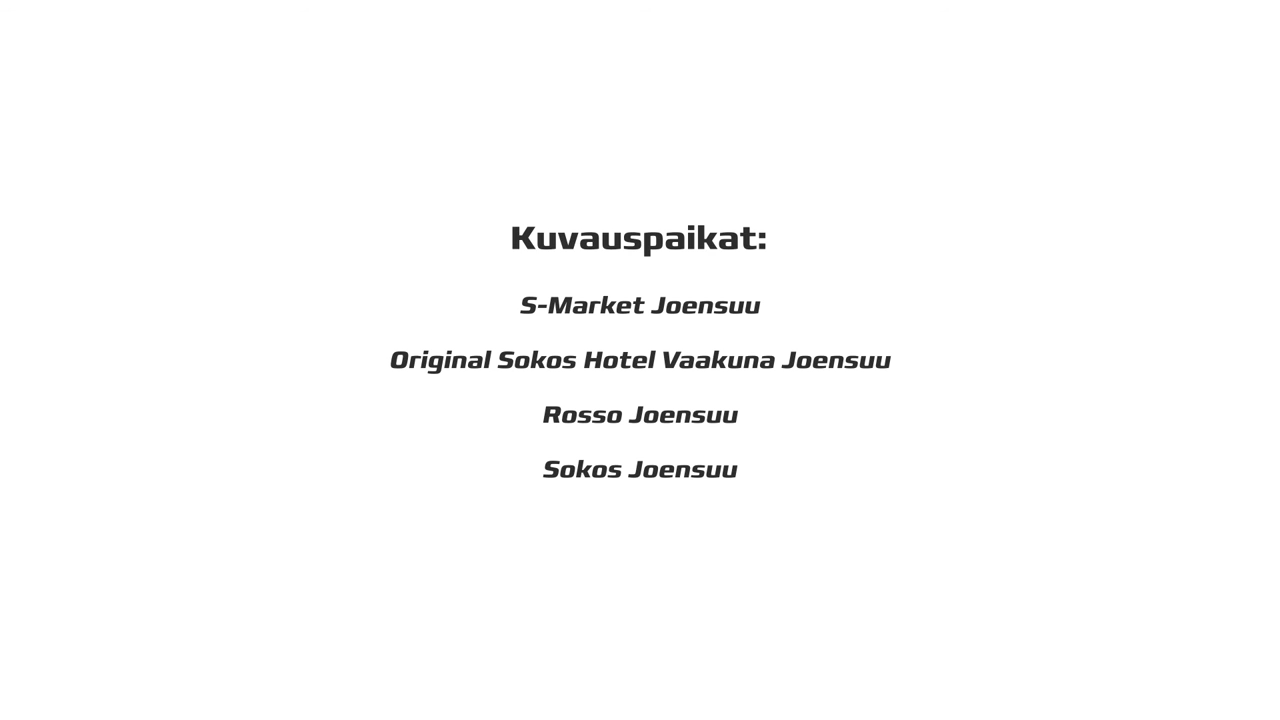 Kuvauspaikat:
S-Market Joensuu
Original Sokos Hotel Vaakuna Joensuu
Rosso Joensuu
Sokos Joensuu